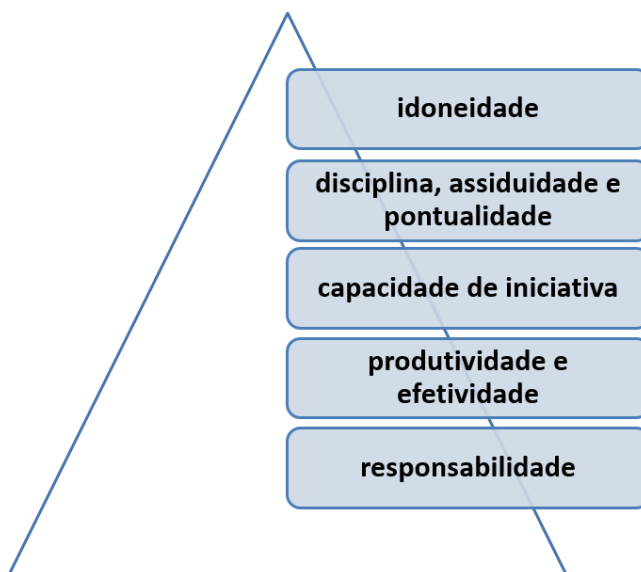 idoneidade
disciplina, assiduidade e
pontualidade
capacidade de iniciativa
produtividade e
efetividade
responsabilidade